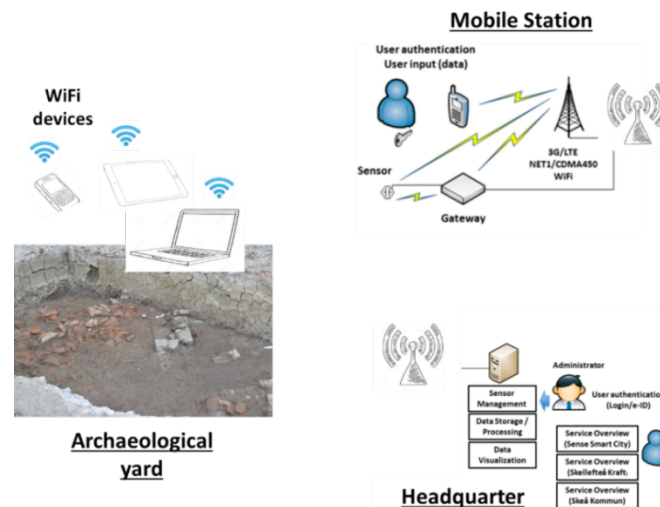 Mobile Station
User authentication
User input (data)
WiFi
devices
3G/LTE
NET1/CDMA450
WiFi
Sensor
Gateway
Archaeological
yard
Administrator
User authentication
(Login/e-ID)
Sensor
Management
Data Storage /
Processing
Data
Visualization
Service Overview
(Sense Smart City)
Service Overview
(Skellefteå Kraft)
Service Overview
(Skeå Kommun)
Headquarter